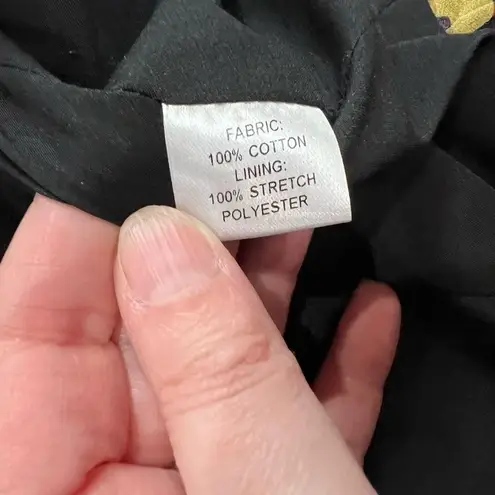 FABRIC:
100% COTTON
LINING:
100% STRETCH
POLYESTER